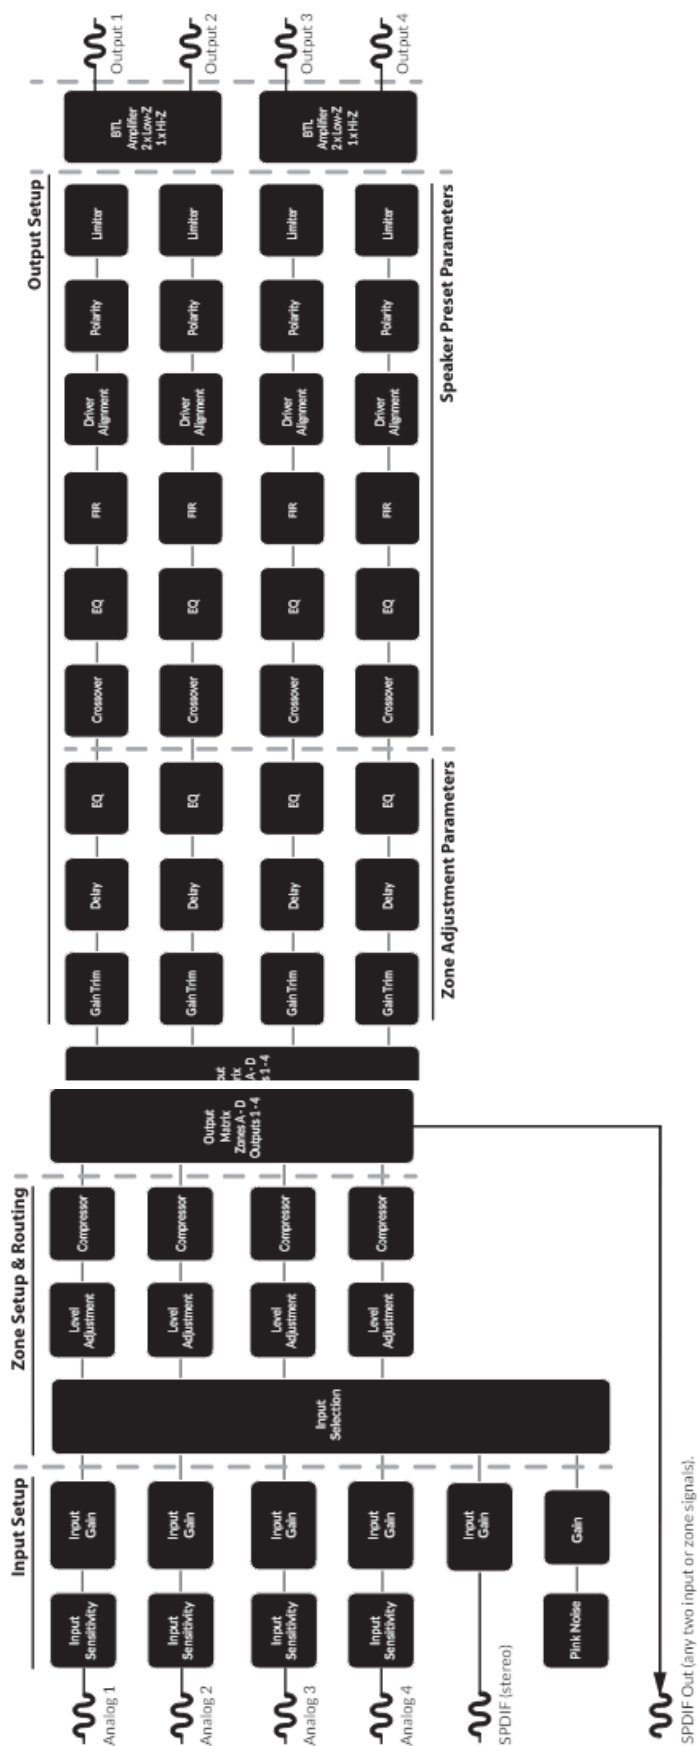 Input Setup
Zone Setup & Routing
Output Setup
Analog 1
Input
Sensitivity
Input
Gain
Analog 2
Input
Sensitivity
Input
Gain
Analog 3
Input
Sensitivity
Input
Gain
Analog 4
Input
Sensitivity
Input
Gain
SPDIF (stereo)
Input
Gain
Pink Noise
Gain
SPDIF Out (any two input or zone signals).
Input
Selection
Level
Adjustment
Compressor
Level
Adjustment
Compressor
Level
Adjustment
Compressor
Level
Adjustment
Compressor
Output
Matrix
Zones A - D
Outputs 1 - 4
out
rix
A - D
s 1 - 4
Gain Trim
Delay
EQ
Crossover
EQ
FIR
Driver
Alignment
Polarity
Limiter
Gain Trim
Delay
EQ
Crossover
EQ
FIR
Driver
Alignment
Polarity
Limiter
Gain Trim
Delay
EQ
Crossover
EQ
FIR
Driver
Alignment
Polarity
Limiter
Gain Trim
Delay
EQ
Crossover
EQ
FIR
Driver
Alignment
Polarity
Limiter
BTL
Amplifier
2 x Low-Z
1 x Hi-Z
BTL
Amplifier
2 x Low-Z
1 x Hi-Z
Output 1
Output 2
Output 3
Output 4
Zone Adjustment Parameters
Speaker Preset Parameters